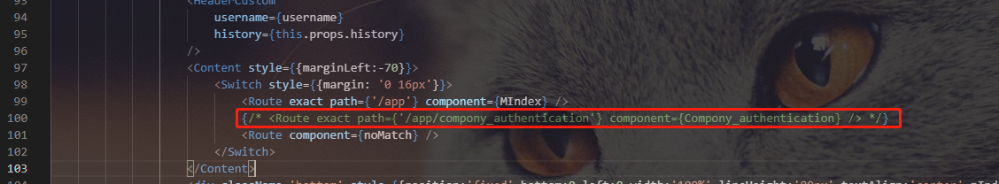 93 <HeaderCustom
94 username={username}
95 history={this.props.history}
96 />
97 <Content style={{marginLeft:-70}}>
98 <Switch style={{margin: '0 16px'}}>
99 <Route exact path={'/app'} component={MIndex} />
100 {/* <Route exact path={'/app/compony_authentication'} component={Compony_authentication} /> */}
101 <Route component={noMatch} />
102 </Switch>
103 </Content>